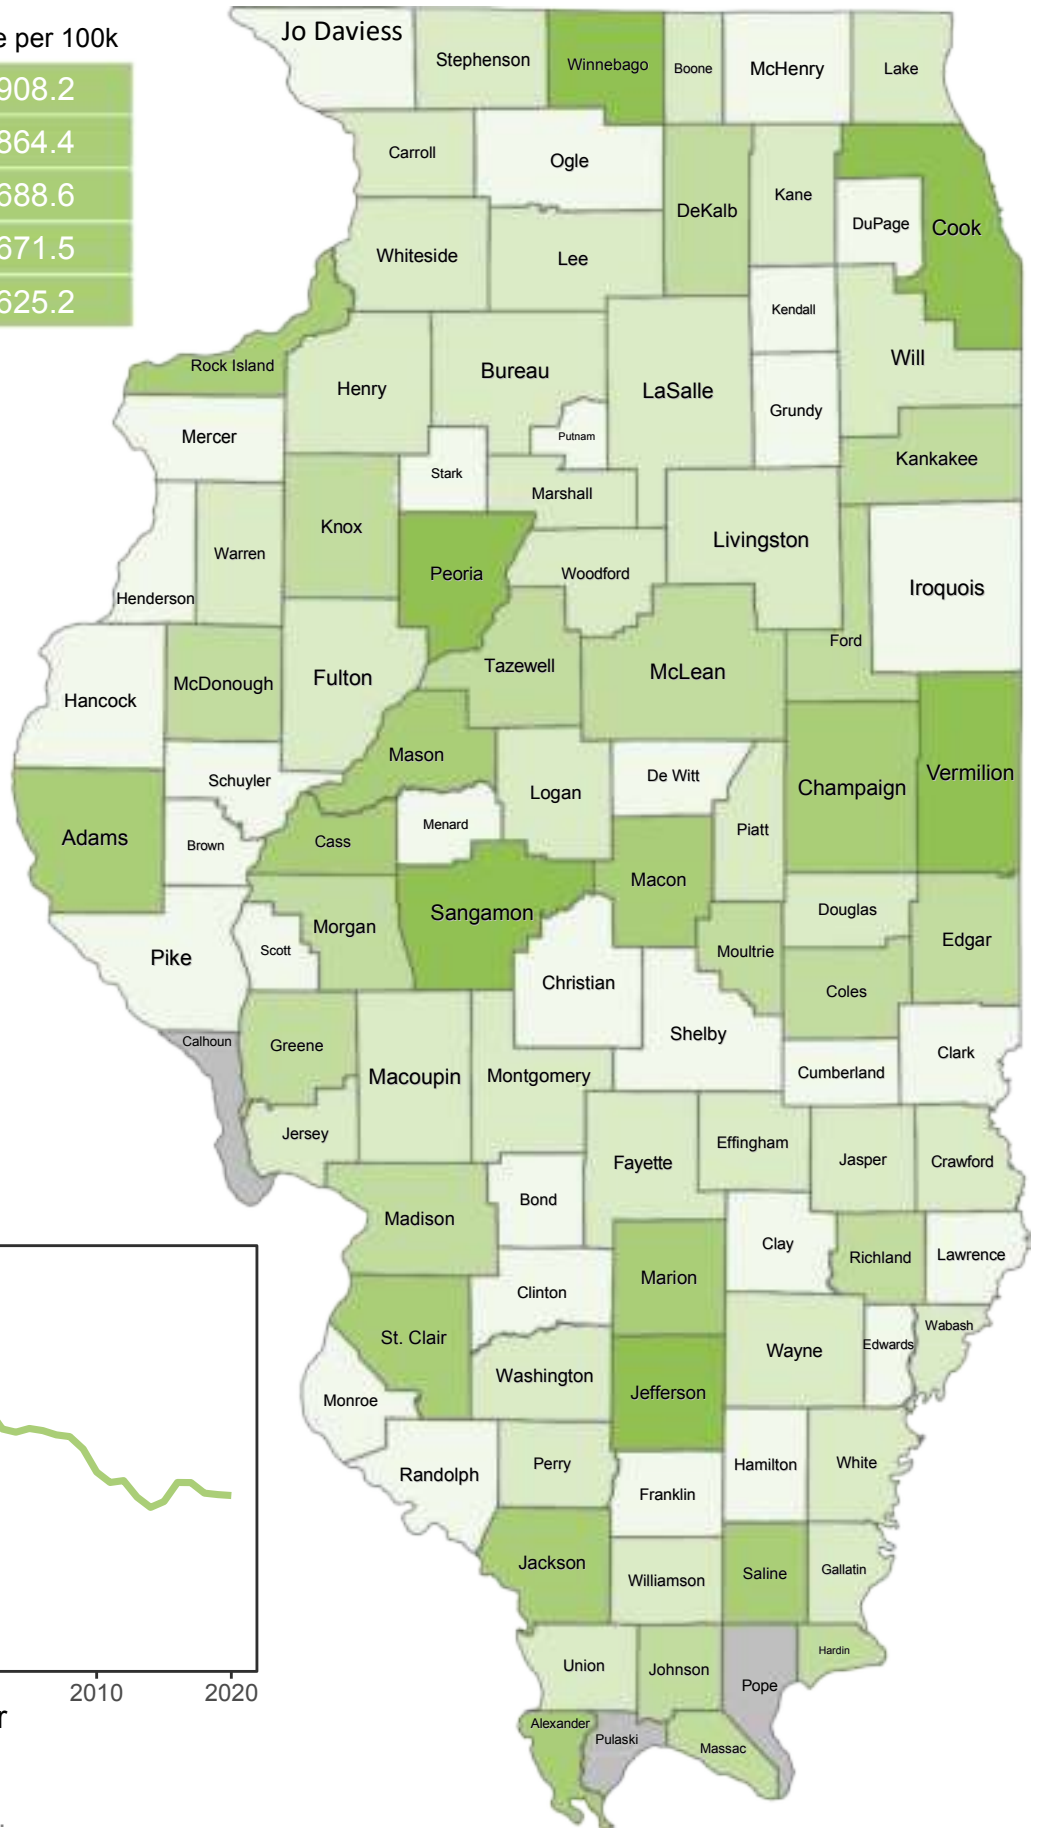 e per 100k
908.2
864.4
688.6
671.5
625.2
Jo Daviess
Stephenson
Winnebago
Boone
McHenry
Lake
Carroll
Ogle
DeKalb
Kane
DuPage
Cook
Whiteside
Lee
Kendall
Rock Island
Henry
Bureau
LaSalle
Will
Grundy
Mercer
Putnam
Stark
Kankakee
Marshall
Knox
Warren
Peoria
Livingston
Woodford
Iroquois
Henderson
Ford
Tazewell
McLean
Fulton
McDonough
Hancock
Mason
Schuyler
De Witt
Champaign
Vermilion
Logan
Menard
Piatt
Adams
Brown
Cass
Macon
Sangamon
Douglas
Morgan
Edgar
Scott
Moultrie
Pike
Christian
Coles
Shelby
Calhoun
Greene
Clark
Cumberland
Macoupin
Montgomery
Jersey
Effingham
Fayette
Jasper
Crawford
Bond
Madison
Clay
Richland
Lawrence
Marion
Clinton
St. Clair
Wabash
Edwards
Wayne
Washington
Jefferson
Monroe
Randolph
Perry
Hamilton
White
Franklin
Jackson
Williamson
Saline
Gallatin
Union
Johnson
Hardin
Pope
Alexander
Pulaski
Massac
2010
2020
r